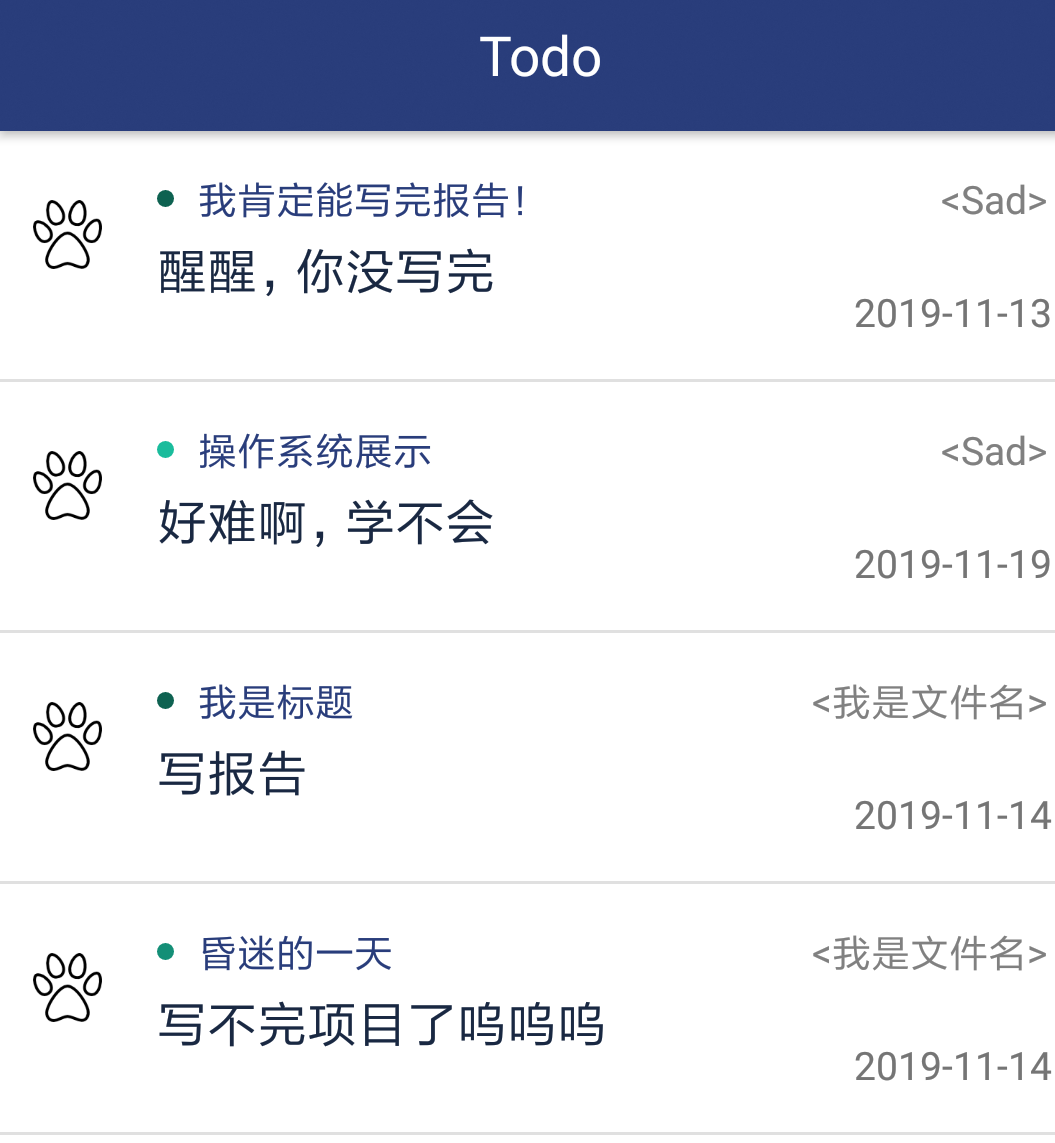 Todo
我肯定能写完报告！
<Sad>
醒醒，你没写完
2019-11-13
操作系统展示
<Sad>
好难啊，学不会
2019-11-19
我是标题
<我是文件名>
写报告
2019-11-14
昏迷的一天
<我是文件名>
写不完项目了呜呜呜
2019-11-14